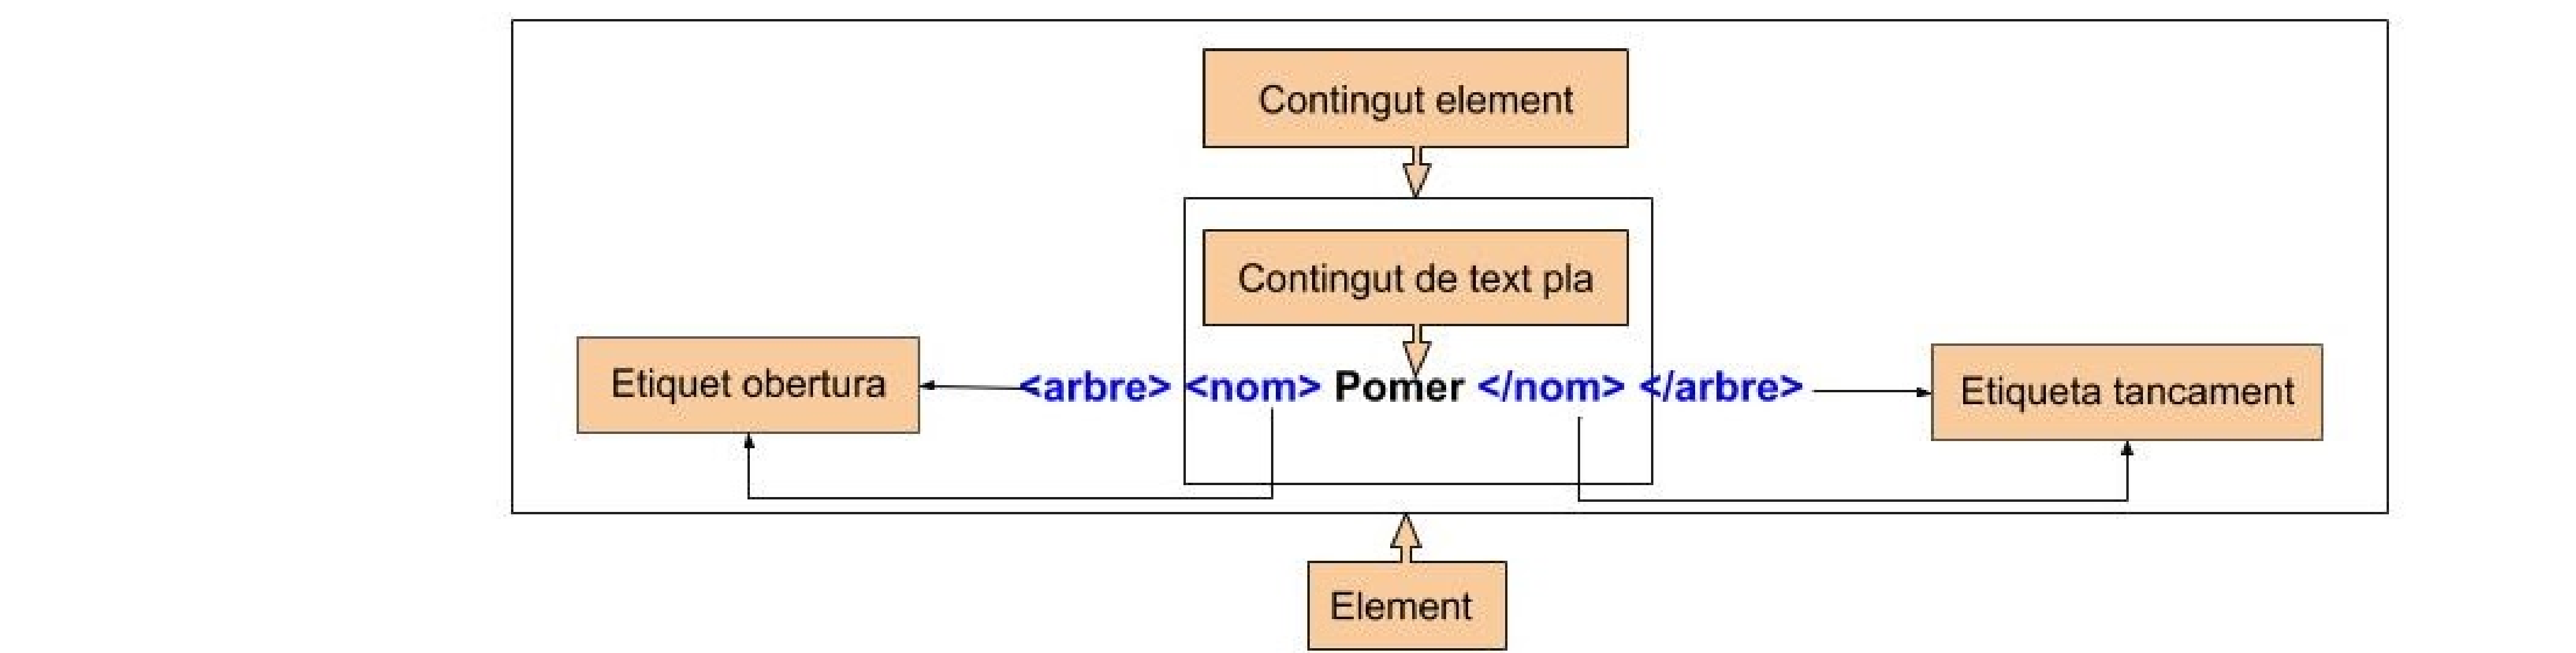 Contingut element
Contingut de text pla
Etiquet obertura
<arbre> <nom> Pomer </nom> </arbre>
Etiqueta tancament
Element